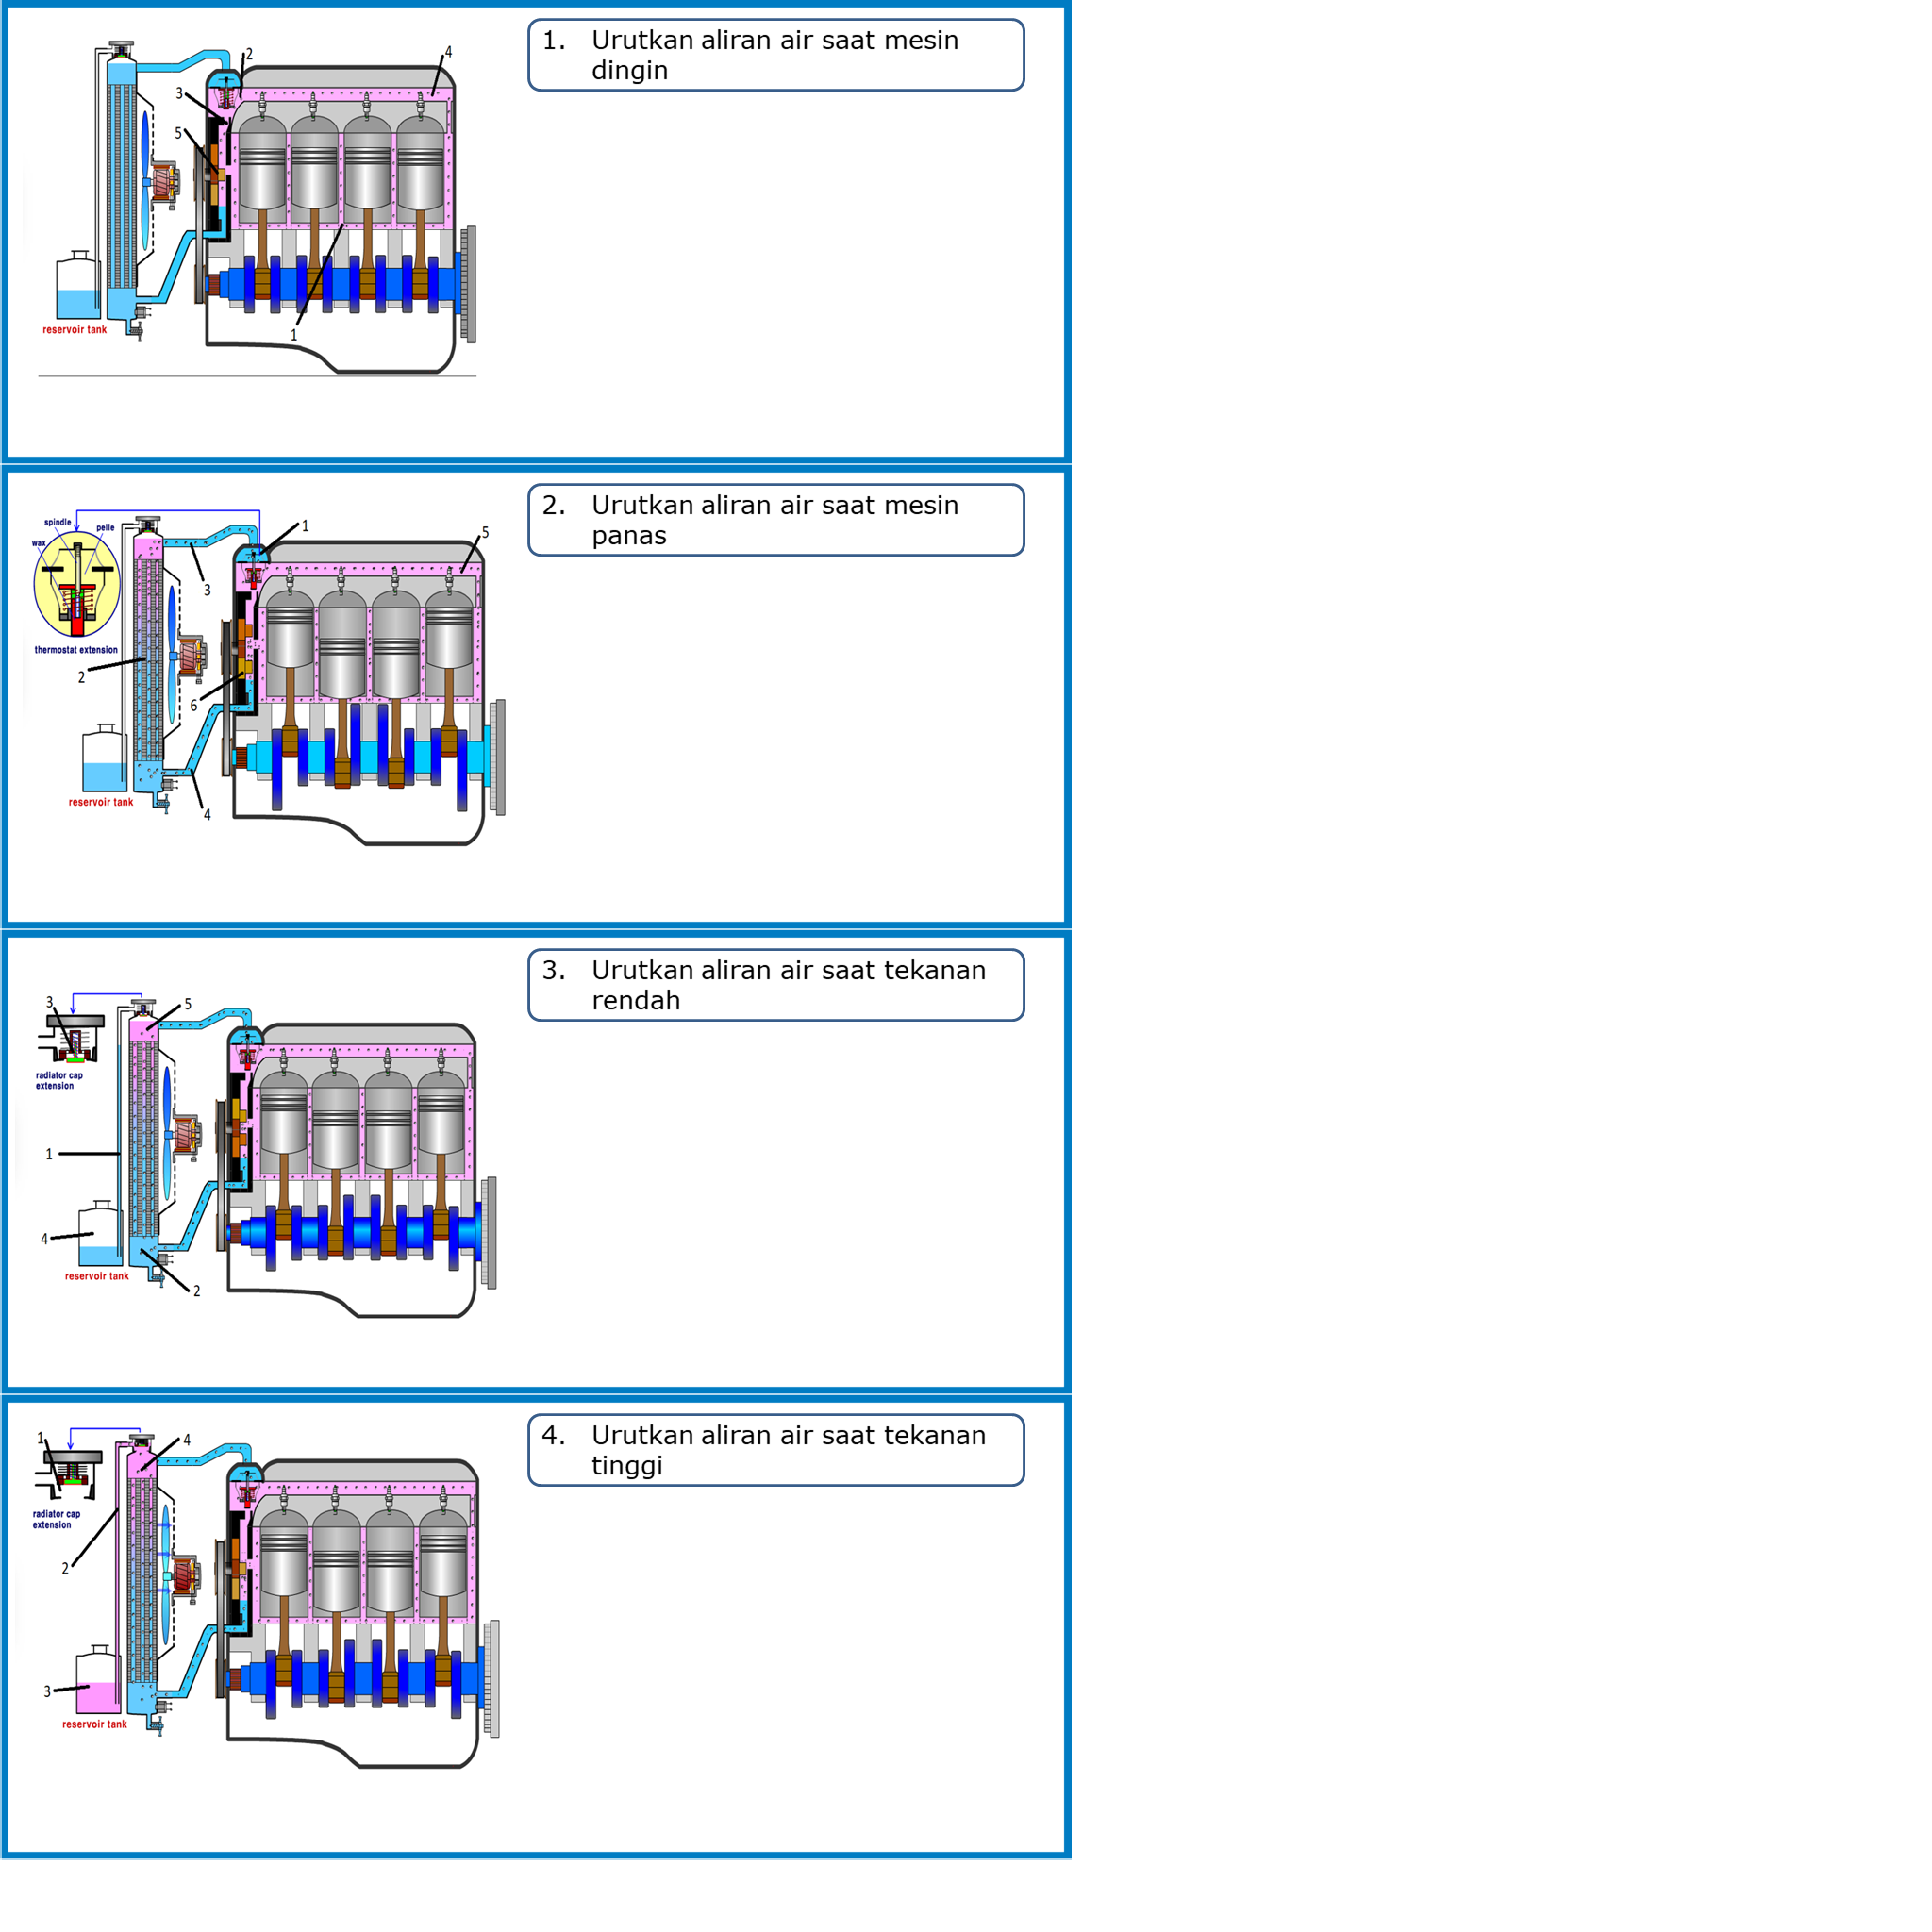 1. Urutkan aliran air saat mesin
dingin
2
4
3
5
1
reservoir tank
2. Urutkan aliran air saat mesin
panas
spindle
pelle
wax
1
5
3
thermostat extension
2
6
reservoir tank
4
3. Urutkan aliran air saat tekanan
rendah
3
5
radiator cap
extension
1
4
reservoir tank
2
4. Urutkan aliran air saat tekanan
tinggi
1
4
radiator cap
extension
2
3
reservoir tank